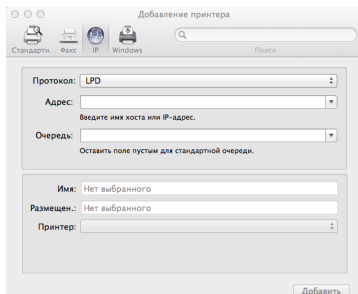 Добавление принтера
Стандартн. Факс IP Windows Поиск
Протокол: LPD
Адрес:
Введите имя хоста или IP-адрес.
Очередь:
Оставить поле пустым для стандартной очереди.
Имя: Нет выбранного
Размещен.: Нет выбранного
Принтер:
Добавить